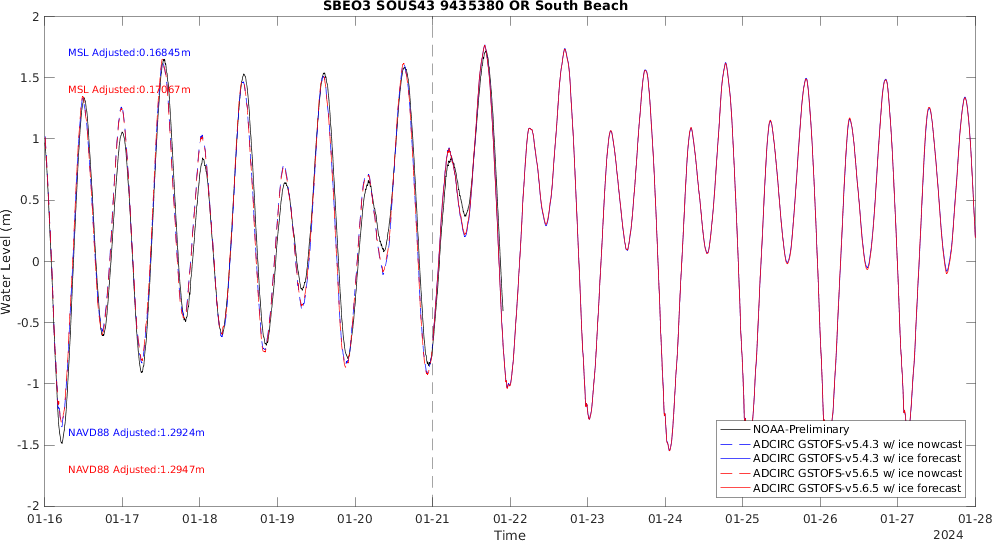 SBEO3 SOUS43 9435380 OR South Beach
2
1.5
1
0.5
0
-0.5
-1
-1.5
-2
Water Level (m)
MSL Adjusted:0.16845m
MSL Adjusted:0.17067m
NAVD88 Adjusted:1.2924m
NAVD88 Adjusted:1.2947m
NOAA-Preliminary
ADCIRC GSTOFS-v5.4.3 w/ ice nowcast
ADCIRC GSTOFS-v5.4.3 w/ ice forecast
ADCIRC GSTOFS-v5.6.5 w/ ice nowcast
ADCIRC GSTOFS-v5.6.5 w/ ice forecast
01-16 01-17 01-18 01-19 01-20 01-21 01-22 01-23 01-24 01-25 01-26 01-27 01-28
Time
2024